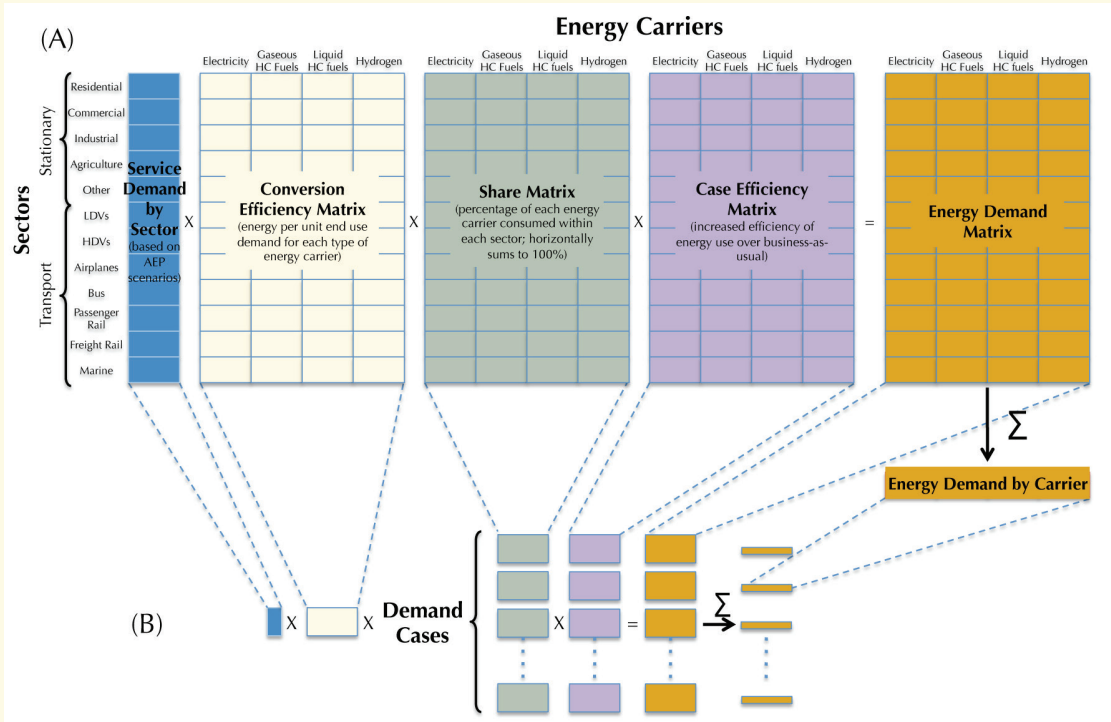 Energy Carriers
(A)
Electricity
Gaseous
HC Fuels
Liquid
HC fuels
Hydrogen
Electricity
Gaseous
HC Fuels
Liquid
HC fuels
Hydrogen
Electricity
Gaseous
HC Fuels
Liquid
HC fuels
Hydrogen
Electricity
Gaseous
HC Fuels
Liquid
HC fuels
Hydrogen
Sectors
Stationary
Transport
Residential
Commercial
Industrial
Agriculture
Other
LDVs
HDVs
Airplanes
Bus
Passenger
Rail
Freight Rail
Marine
Service
Demand
by
Sector
(based on
AEP
scenarios)
X
Conversion
Efficiency Matrix
(energy per unit end use
demand for each type of
energy carrier)
X
Share Matrix
(percentage of each energy
carrier consumed within
each sector; horizontally
sums to 100%)
X
Case Efficiency
Matrix
(increased efficiency of
energy use over business-as-
usual)
=
Energy Demand
Matrix
∑
Energy Demand by Carrier
(B)
X
X
Demand
Cases
X
=
∑